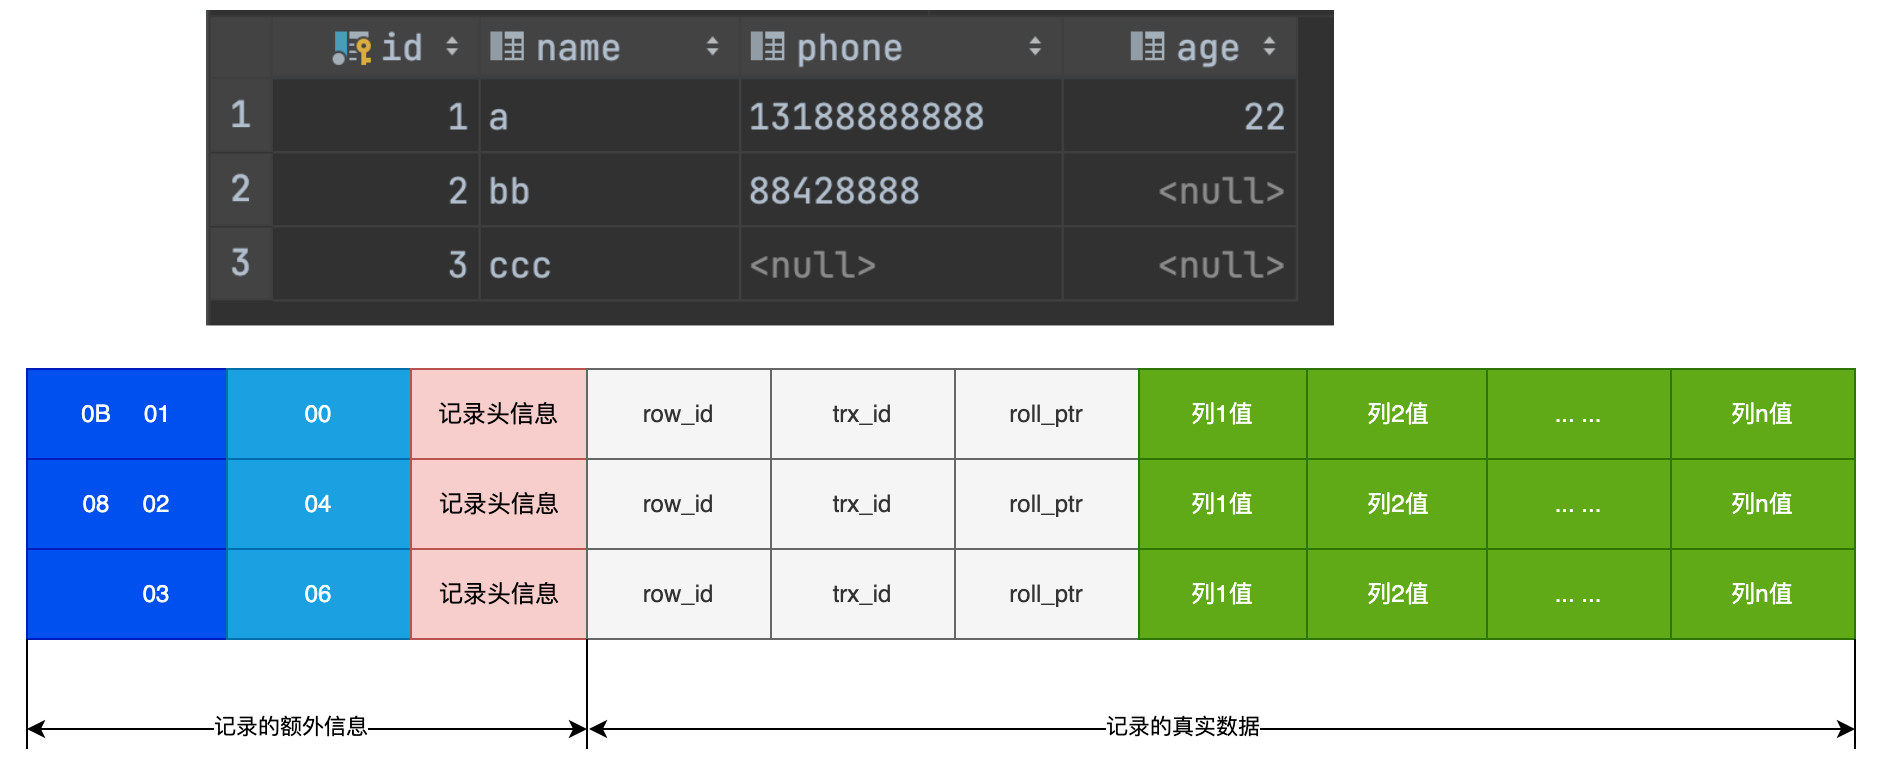 id name phone age
1 1 a 13188888888 22
2 2 bb 88428888 <null>
3 3 ccc <null> <null>
0B 01 00 记录头信息 row_id trx_id roll_ptr 列1值 列2值 ... ... 列n值
08 02 04 记录头信息 row_id trx_id roll_ptr 列1值 列2值 ... ... 列n值
03 06 记录头信息 row_id trx_id roll_ptr 列1值 列2值 ... ... 列n值
记录的额外信息 记录的真实数据